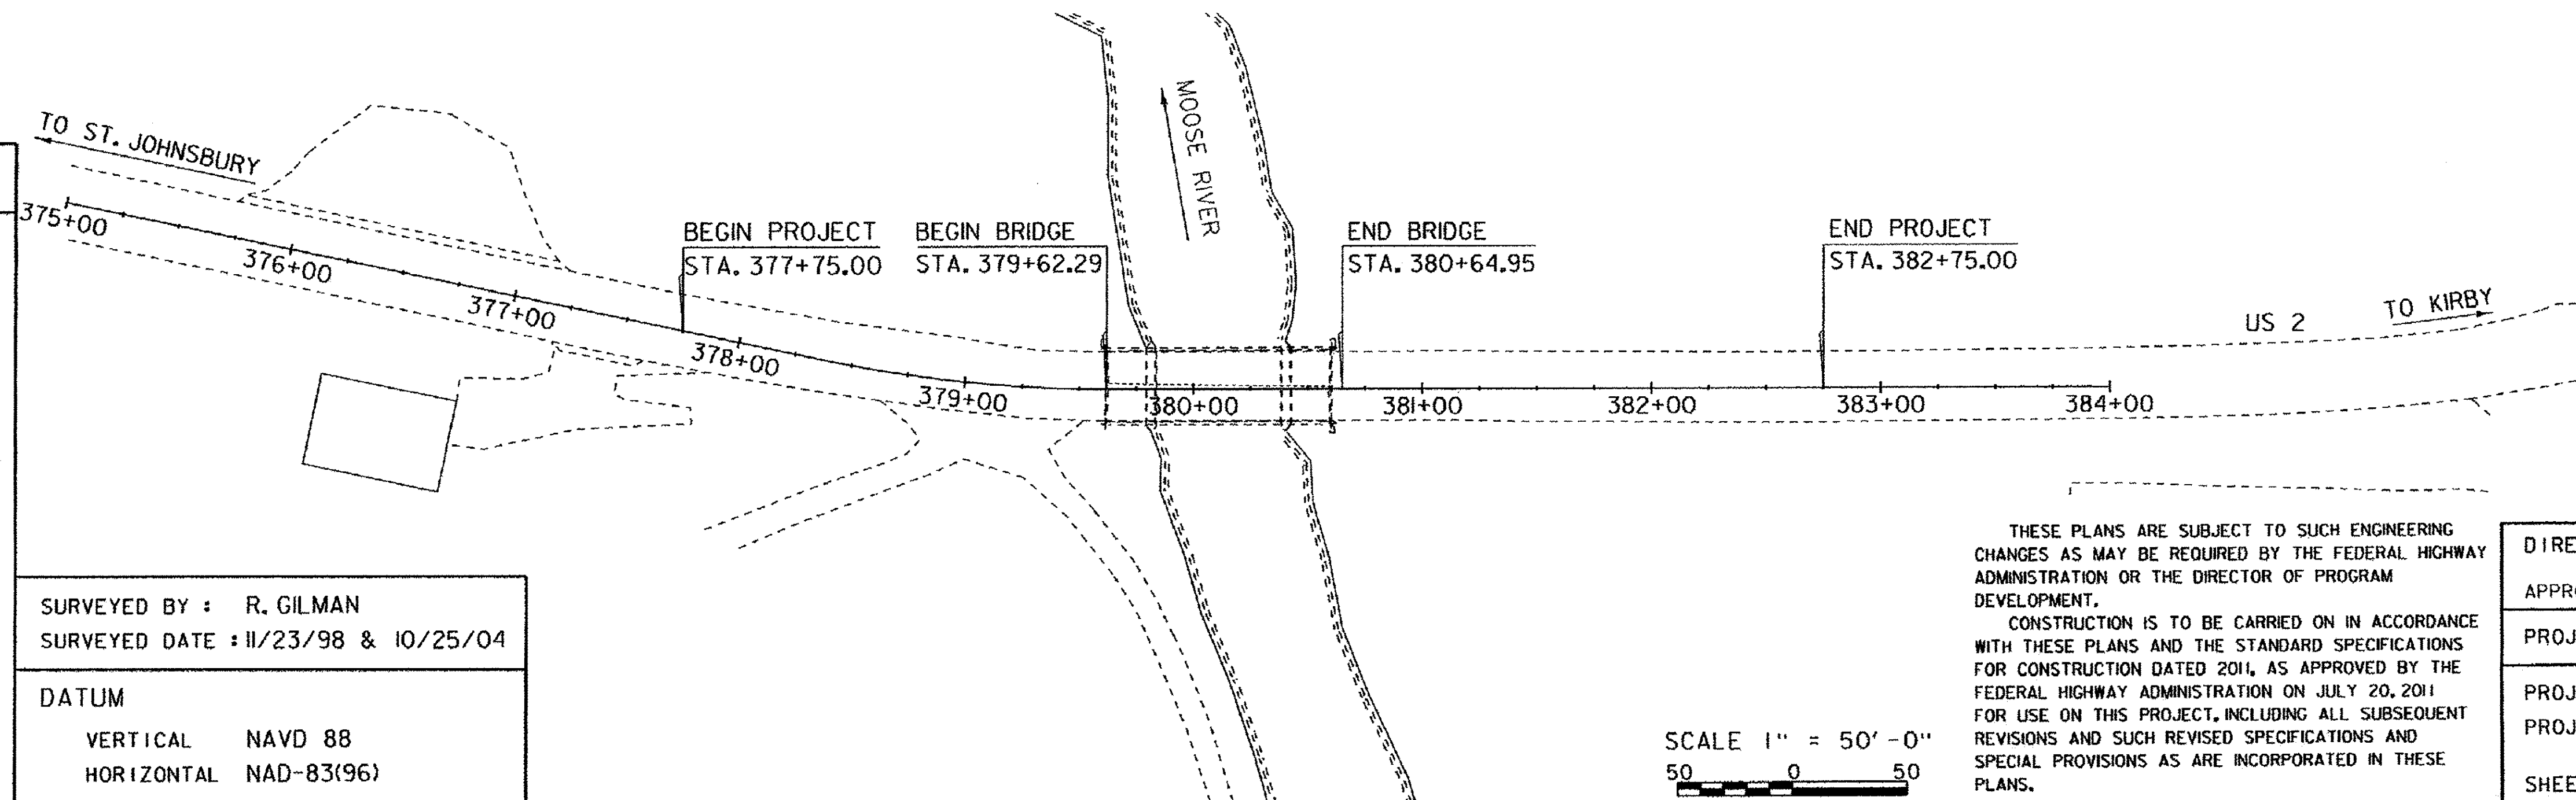 TO ST. JOHNSBURY
MOOSE RIVER
375+00
376+00
377+00
378+00
379+00
380+00
381+00
382+00
383+00
384+00
BEGIN PROJECT
STA. 377+75.00
BEGIN BRIDGE
STA. 379+62.29
END BRIDGE
STA. 380+64.95
END PROJECT
STA. 382+75.00
US 2
TO KIRBY
SURVEYED BY : R. GILMAN
SURVEYED DATE : 11/23/98 & 10/25/04
DATUM
VERTICAL NAVD 88
HORIZONTAL NAD-83(96)
SCALE 1" = 50'-0"
50 0 50
THESE PLANS ARE SUBJECT TO SUCH ENGINEERING
CHANGES AS MAY BE REQUIRED BY THE FEDERAL HIGHWAY
ADMINISTRATION OR THE DIRECTOR OF PROGRAM
DEVELOPMENT.
CONSTRUCTION IS TO BE CARRIED ON IN ACCORDANCE
WITH THESE PLANS AND THE STANDARD SPECIFICATIONS
FOR CONSTRUCTION DATED 2011, AS APPROVED BY THE
FEDERAL HIGHWAY ADMINISTRATION ON JULY 20, 2011
FOR USE ON THIS PROJECT, INCLUDING ALL SUBSEQUENT
REVISIONS AND SUCH REVISED SPECIFICATIONS AND
SPECIAL PROVISIONS AS ARE INCORPORATED IN THESE
PLANS.
DIRE
APPR
PROJ
PROJ
PROJ
SHEE